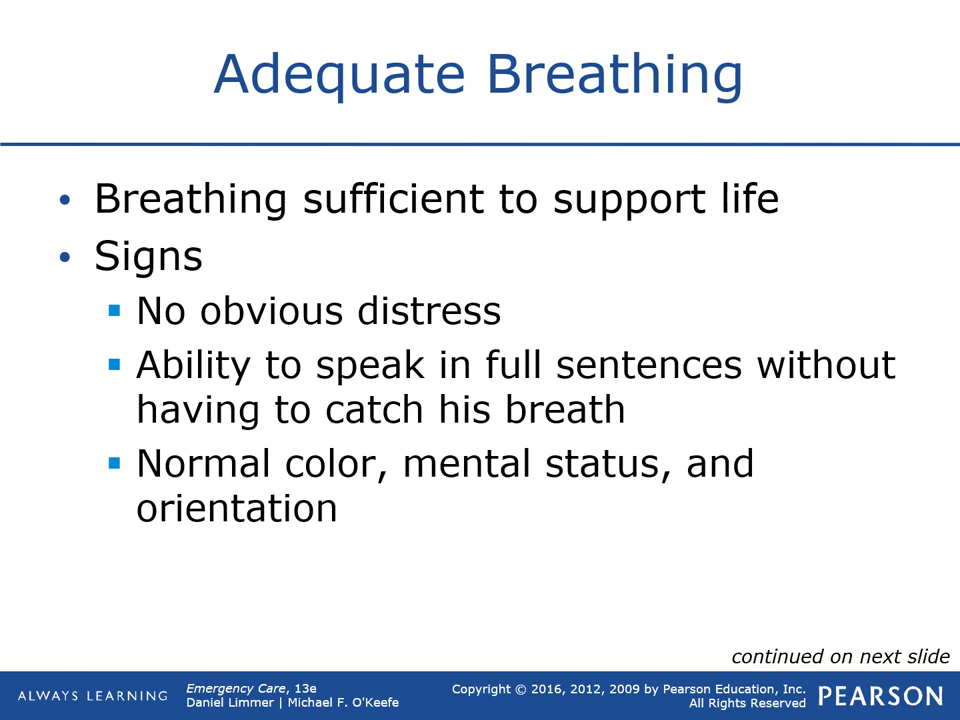 Adequate Breathing
• Breathing sufficient to support life
• Signs
▪ No obvious distress
▪ Ability to speak in full sentences without
having to catch his breath
▪ Normal color, mental status, and
orientation
continued on next slide
ALWAYS LEARNING
Emergency Care, 13e
Daniel Limmer | Michael F. O'Keefe
Copyright © 2016, 2012, 2009 by Pearson Education, Inc.
All Rights Reserved
PEARSON